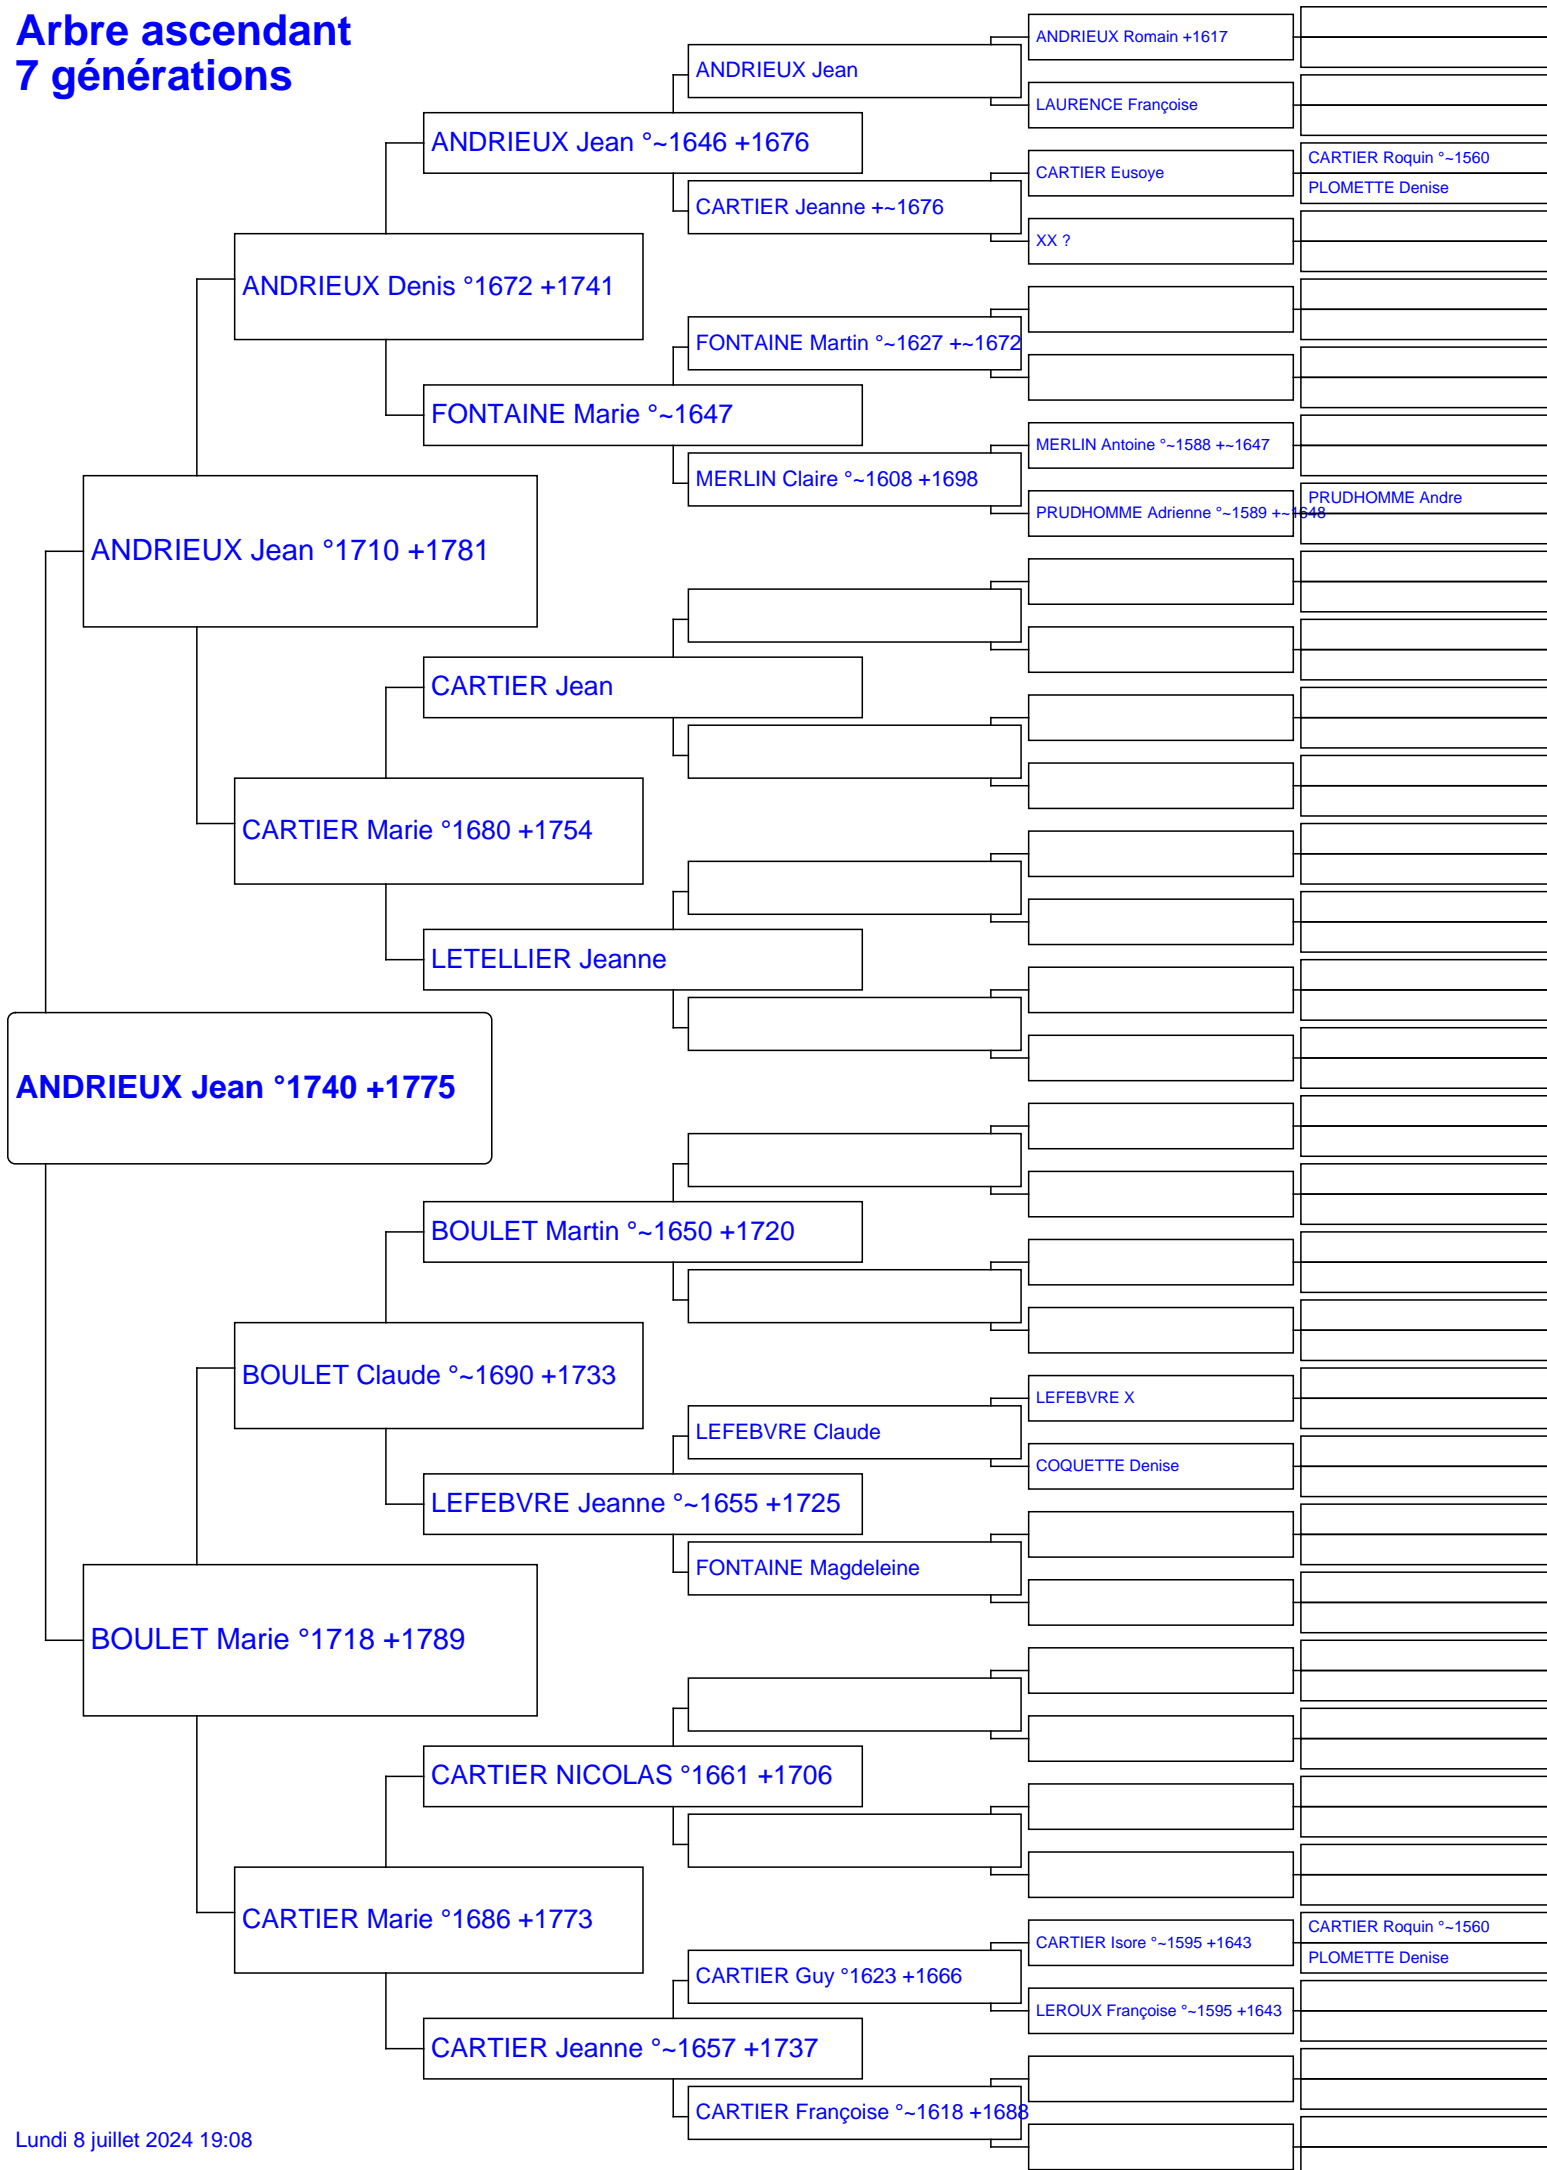 Arbre ascendant
7 générations
ANDRIEUX Romain +1617
ANDRIEUX Jean
LAURENCE Françoise
ANDRIEUX Jean °~1646 +1676
CARTIER Roquin °~1560
CARTIER Eusoye
PLOMETTE Denise
CARTIER Jeanne +~1676
XX ?
ANDRIEUX Denis °1672 +1741
FONTAINE Martin °~1627 +~1672
FONTAINE Marie °~1647
MERLIN Antoine °~1588 +~1647
MERLIN Claire °~1608 +1698
PRUDHOMME Andre
PRUDHOMME Adrienne °~1589 +~1648
ANDRIEUX Jean °1710 +1781
CARTIER Jean
CARTIER Marie °1680 +1754
LETELLIER Jeanne
ANDRIEUX Jean °1740 +1775
BOULET Martin °~1650 +1720
BOULET Claude °~1690 +1733
LEFEBVRE X
LEFEBVRE Claude
COQUETTE Denise
LEFEBVRE Jeanne °~1655 +1725
FONTAINE Magdeleine
BOULET Marie °1718 +1789
CARTIER NICOLAS °1661 +1706
CARTIER Marie °1686 +1773
CARTIER Roquin °~1560
CARTIER Isore °~1595 +1643
PLOMETTE Denise
CARTIER Guy °1623 +1666
LEROUX Françoise °~1595 +1643
CARTIER Jeanne °~1657 +1737
CARTIER Françoise °~1618 +1688
Lundi 8 juillet 2024 19:08